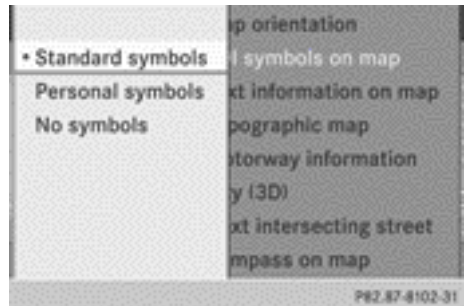 p orientation
• Standard symbols
l symbols on map
Personal symbols
xt information on map
No symbols
pographic map
otorway information
y (3D)
xt intersecting street
mpass on map
P82.87-8102-31